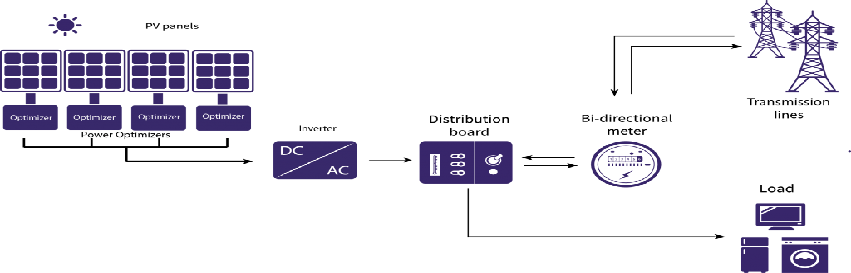 PV panels
Optimizer
Optimizer
Optimizer
Optimizer
Power Optimizers
Inverter
DC
AC
Distribution
board
Bi-directional
meter
Transmission
lines
Load